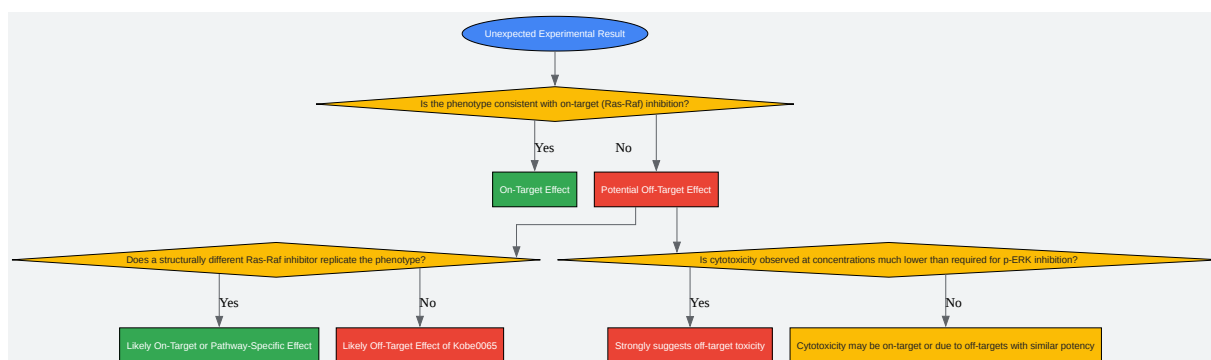 Unexpected Experimental Result
Is the phenotype consistent with on-target (Ras-Raf) inhibition?
Yes
No
On-Target Effect
Potential Off-Target Effect
Does a structurally different Ras-Raf inhibitor replicate the phenotype?
Is cytotoxicity observed at concentrations much lower than required for p-ERK inhibition?
Yes
No
Yes
No
Likely On-Target or Pathway-Specific Effect
Likely Off-Target Effect of Kobe0065
Strongly suggests off-target toxicity
Cytotoxicity may be on-target or due to off-targets with similar potency